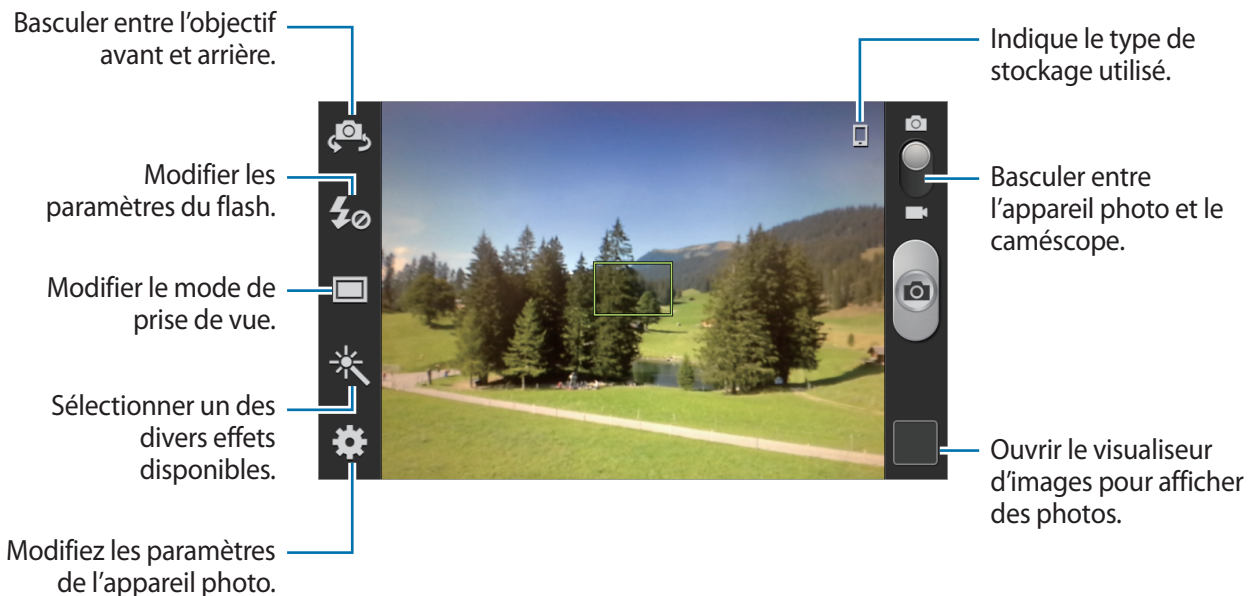 Basculer entre l’objectif
avant et arrière.
Modifier les
paramètres du flash.
Modifier le mode de
prise de vue.
Sélectionner un des
divers effets
disponibles.
Modifiez les paramètres
de l’appareil photo.
Indique le type de
stockage utilisé.
Basculer entre
l’appareil photo et le
caméscope.
Ouvrir le visualiseur
d’images pour afficher
des photos.